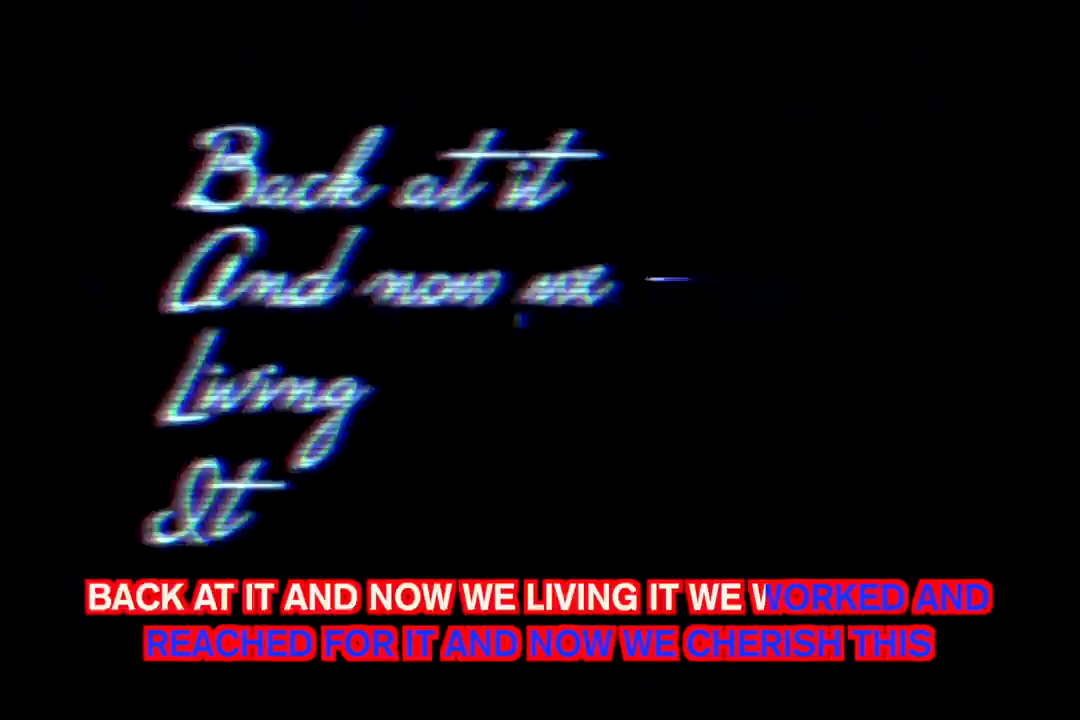 Back at it
And now we
Living
It
BACK AT IT AND NOW WE LIVING IT WE WORKED AND
REACHED FOR IT AND NOW WE CHERISH THIS